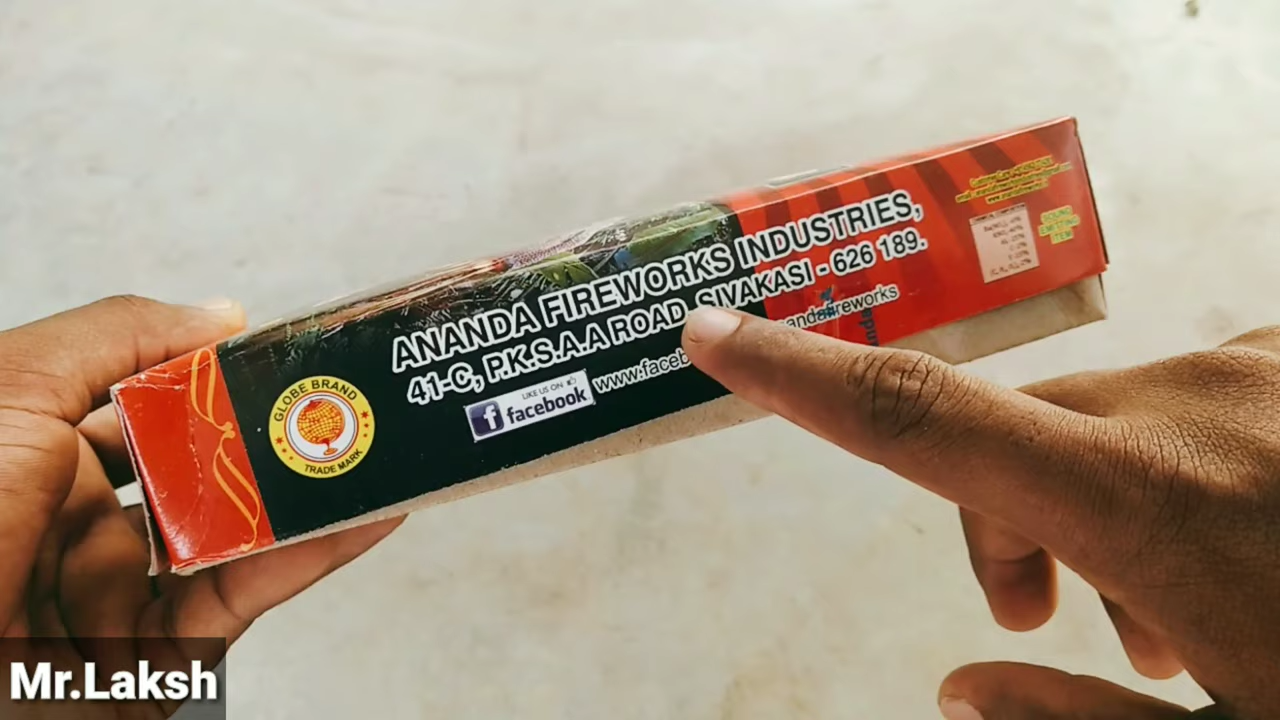 ANANDA FIREWORKS INDUSTRIES,
41-C, P.K.S.A.A ROAD, SIVAKASI - 626 189.
LIKE US ON
facebook
www.faceb
andafireworks
GLOBE BRAND
TRADE MARK
SOUND
EMITTING
ITEM
Mr.Laksh